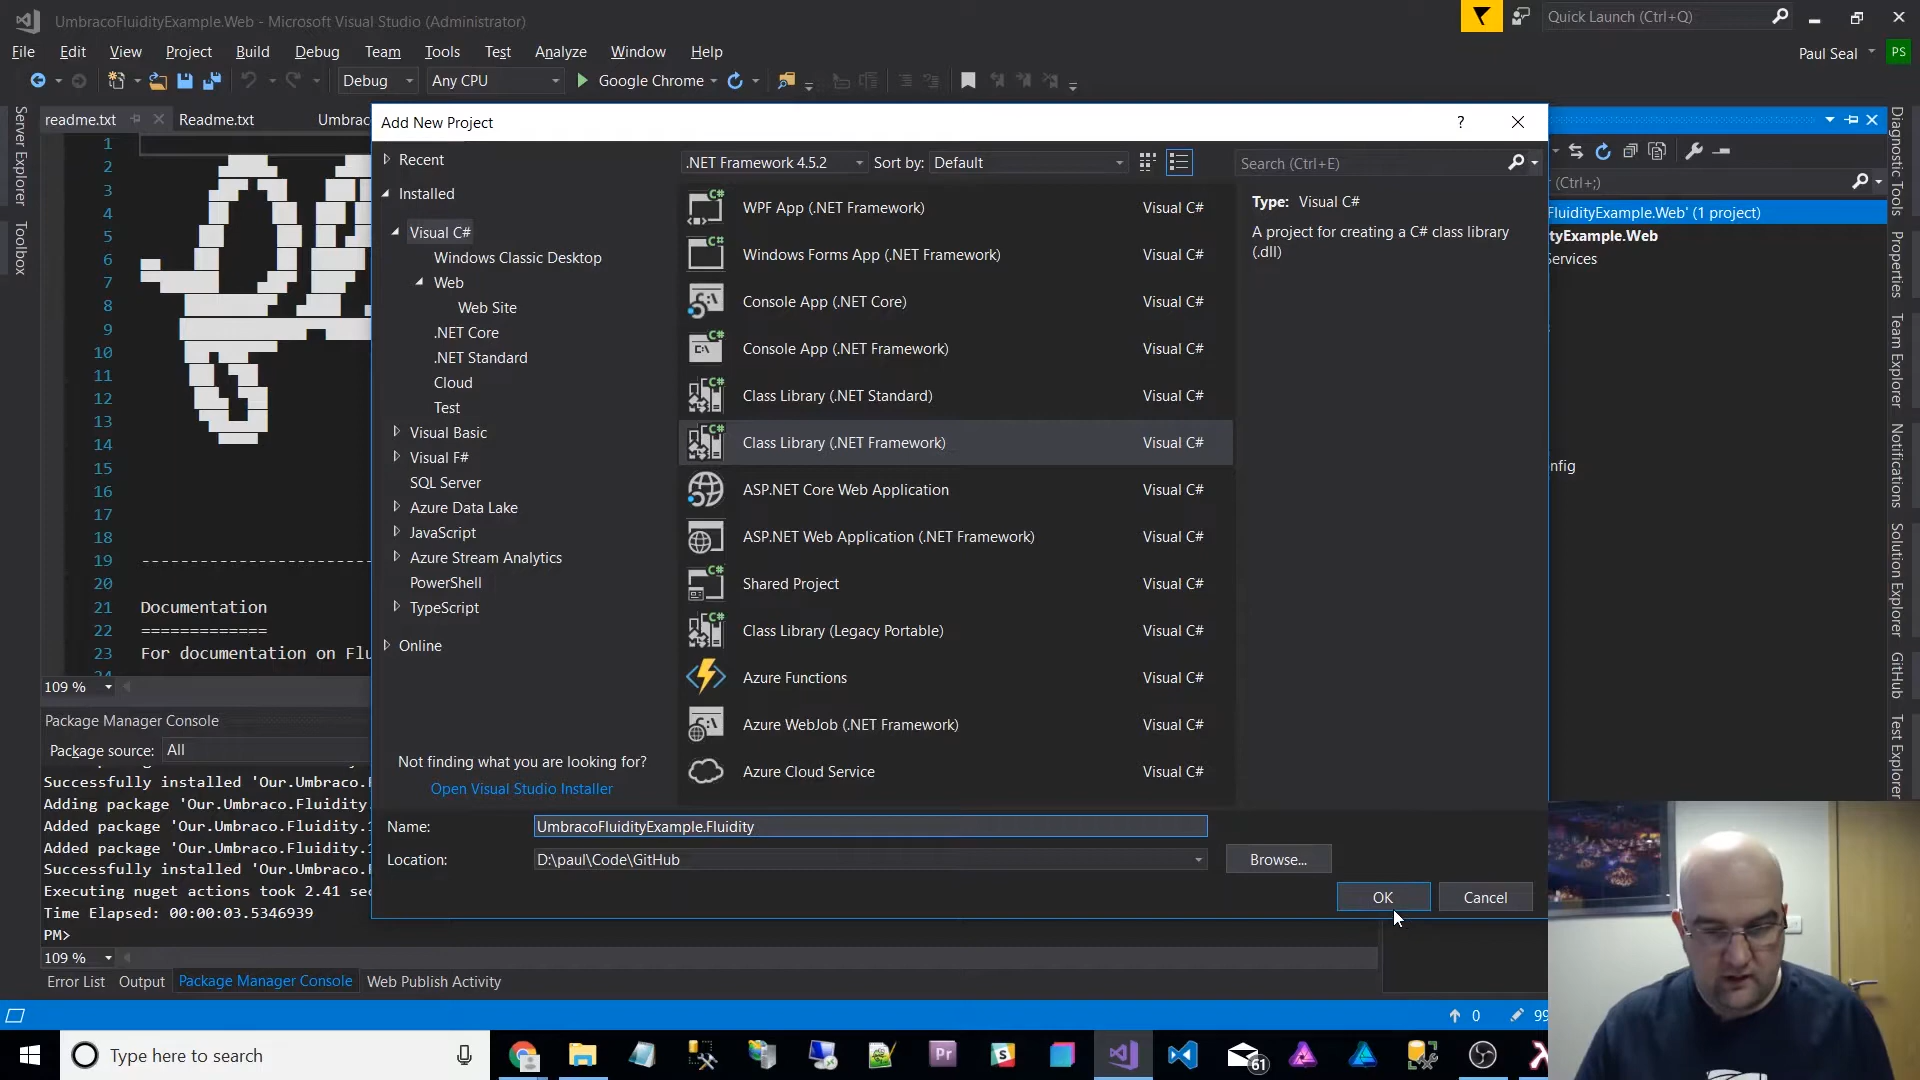 UmbracoFluidityExample.Web - Microsoft Visual Studio (Administrator)
Quick Launch (Ctrl+Q)
File Edit View Project Build Debug Team Tools Test Analyze Window Help
Paul Seal PS
Debug Any CPU Google Chrome
Server Explorer
Toolbox
readme.txt Readme.txt Umbrac
1
2
3
4
5
6
7
8
9
10
11
12
13
14
15
16
17
18
19 ------------------------
20
21 Documentation
22 =============
23 For documentation on Flu
24
109 %
Package Manager Console
Package source: All
Successfully installed 'Our.Umbraco.F
Adding package 'Our.Umbraco.Fluidity.
Added package 'Our.Umbraco.Fluidity.1
Added package 'Our.Umbraco.Fluidity.1
Successfully installed 'Our.Umbraco.F
Executing nuget actions took 2.41 sec
Time Elapsed: 00:00:03.5346939
PM>
109 %
Error List Output Package Manager Console Web Publish Activity
Add New Project
?
Recent
Installed
Visual C#
Windows Classic Desktop
Web
Web Site
.NET Core
.NET Standard
Cloud
Test
Visual Basic
Visual F#
SQL Server
Azure Data Lake
JavaScript
Azure Stream Analytics
PowerShell
TypeScript
Online
Not finding what you are looking for?
Open Visual Studio Installer
.NET Framework 4.5.2 Sort by: Default
Search (Ctrl+E)
WPF App (.NET Framework) Visual C#
Windows Forms App (.NET Framework) Visual C#
Console App (.NET Core) Visual C#
Console App (.NET Framework) Visual C#
Class Library (.NET Standard) Visual C#
Class Library (.NET Framework) Visual C#
ASP.NET Core Web Application Visual C#
ASP.NET Web Application (.NET Framework) Visual C#
Shared Project Visual C#
Class Library (Legacy Portable) Visual C#
Azure Functions Visual C#
Azure WebJob (.NET Framework) Visual C#
Azure Cloud Service Visual C#
Type: Visual C#
A project for creating a C# class library
(.dll)
Name: UmbracoFluidityExample.Fluidity
Location: D:\paul\Code\GitHub
Browse...
OK Cancel
(Ctrl+;)
FluidityExample.Web' (1 project)
tyExample.Web
Services
nfig
Diagnostic Tools
Properties
Team Explorer
Notifications
Solution Explorer
GitHub
Test Explorer
0 99
Type here to search
Pr
61